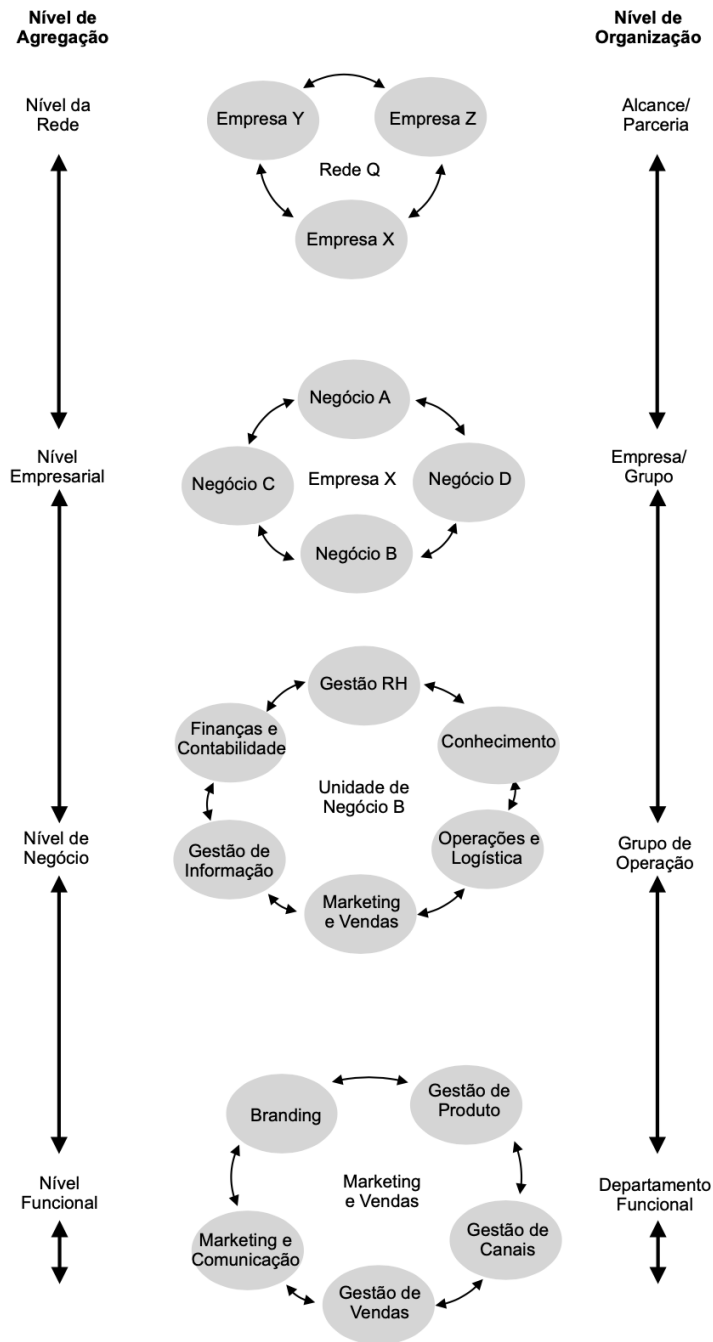 Nível de
Agregação
Nível de
Organização
Nível da
Rede
Empresa Y
Empresa Z
Alcance/
Parceria
Rede Q
Empresa X
Negócio A
Nível
Empresarial
Negócio C
Empresa X
Negócio D
Empresa/
Grupo
Negócio B
Gestão RH
Finanças e
Contabilidade
Conhecimento
Unidade de
Negócio B
Nível de
Negócio
Gestão de
Informação
Operações e
Logística
Grupo de
Operação
Marketing
e Vendas
Branding
Gestão de
Produto
Nível
Funcional
Marketing
e Vendas
Departamento
Funcional
Marketing e
Comunicação
Gestão de
Canais
Gestão de
Vendas